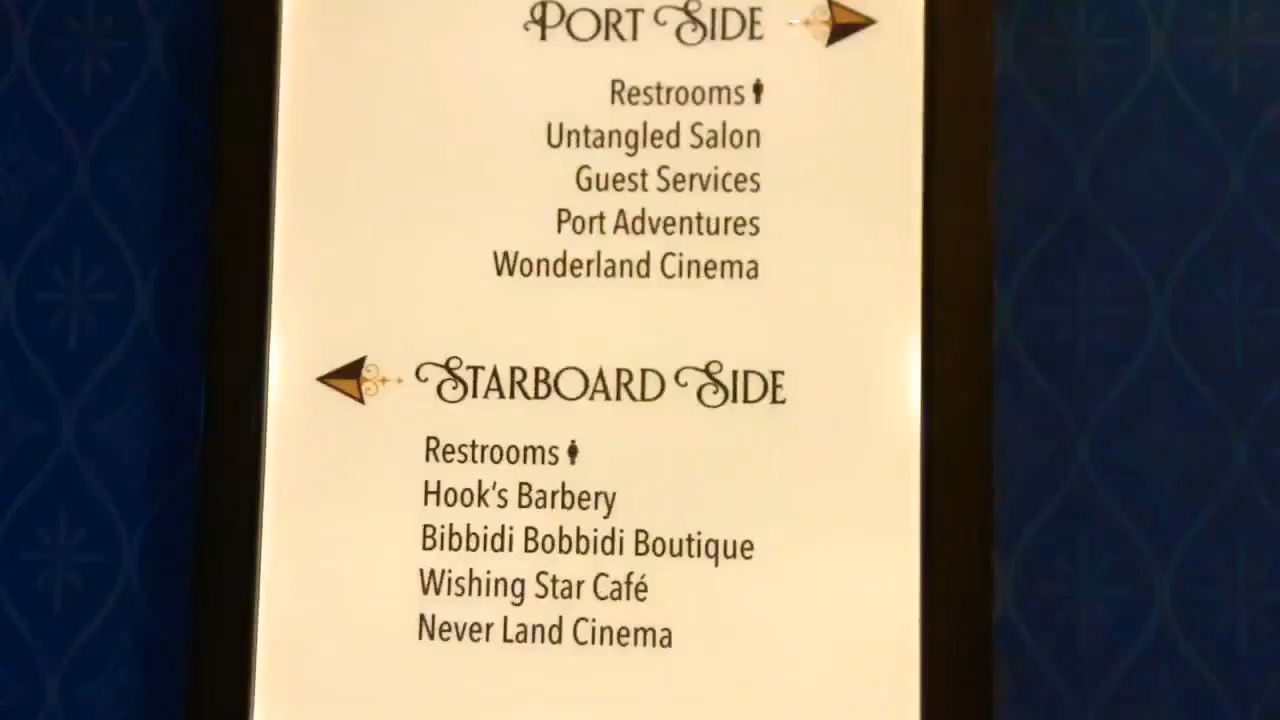 PORT SIDE
Restrooms
Untangled Salon
Guest Services
Port Adventures
Wonderland Cinema
STARBOARD SIDE
Restrooms
Hook's Barbery
Bibbidi Bobbidi Boutique
Wishing Star Café
Never Land Cinema